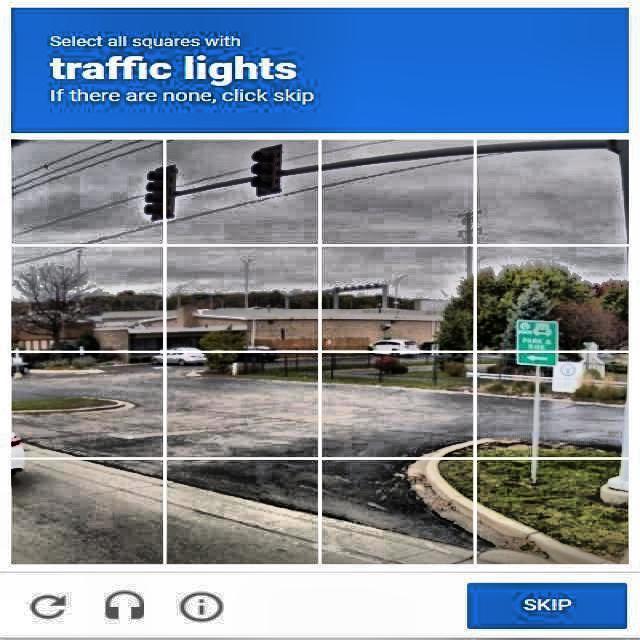 Select all squares with
traffic lights
If there are none, click skip
PARK &
RIDE
SKIP